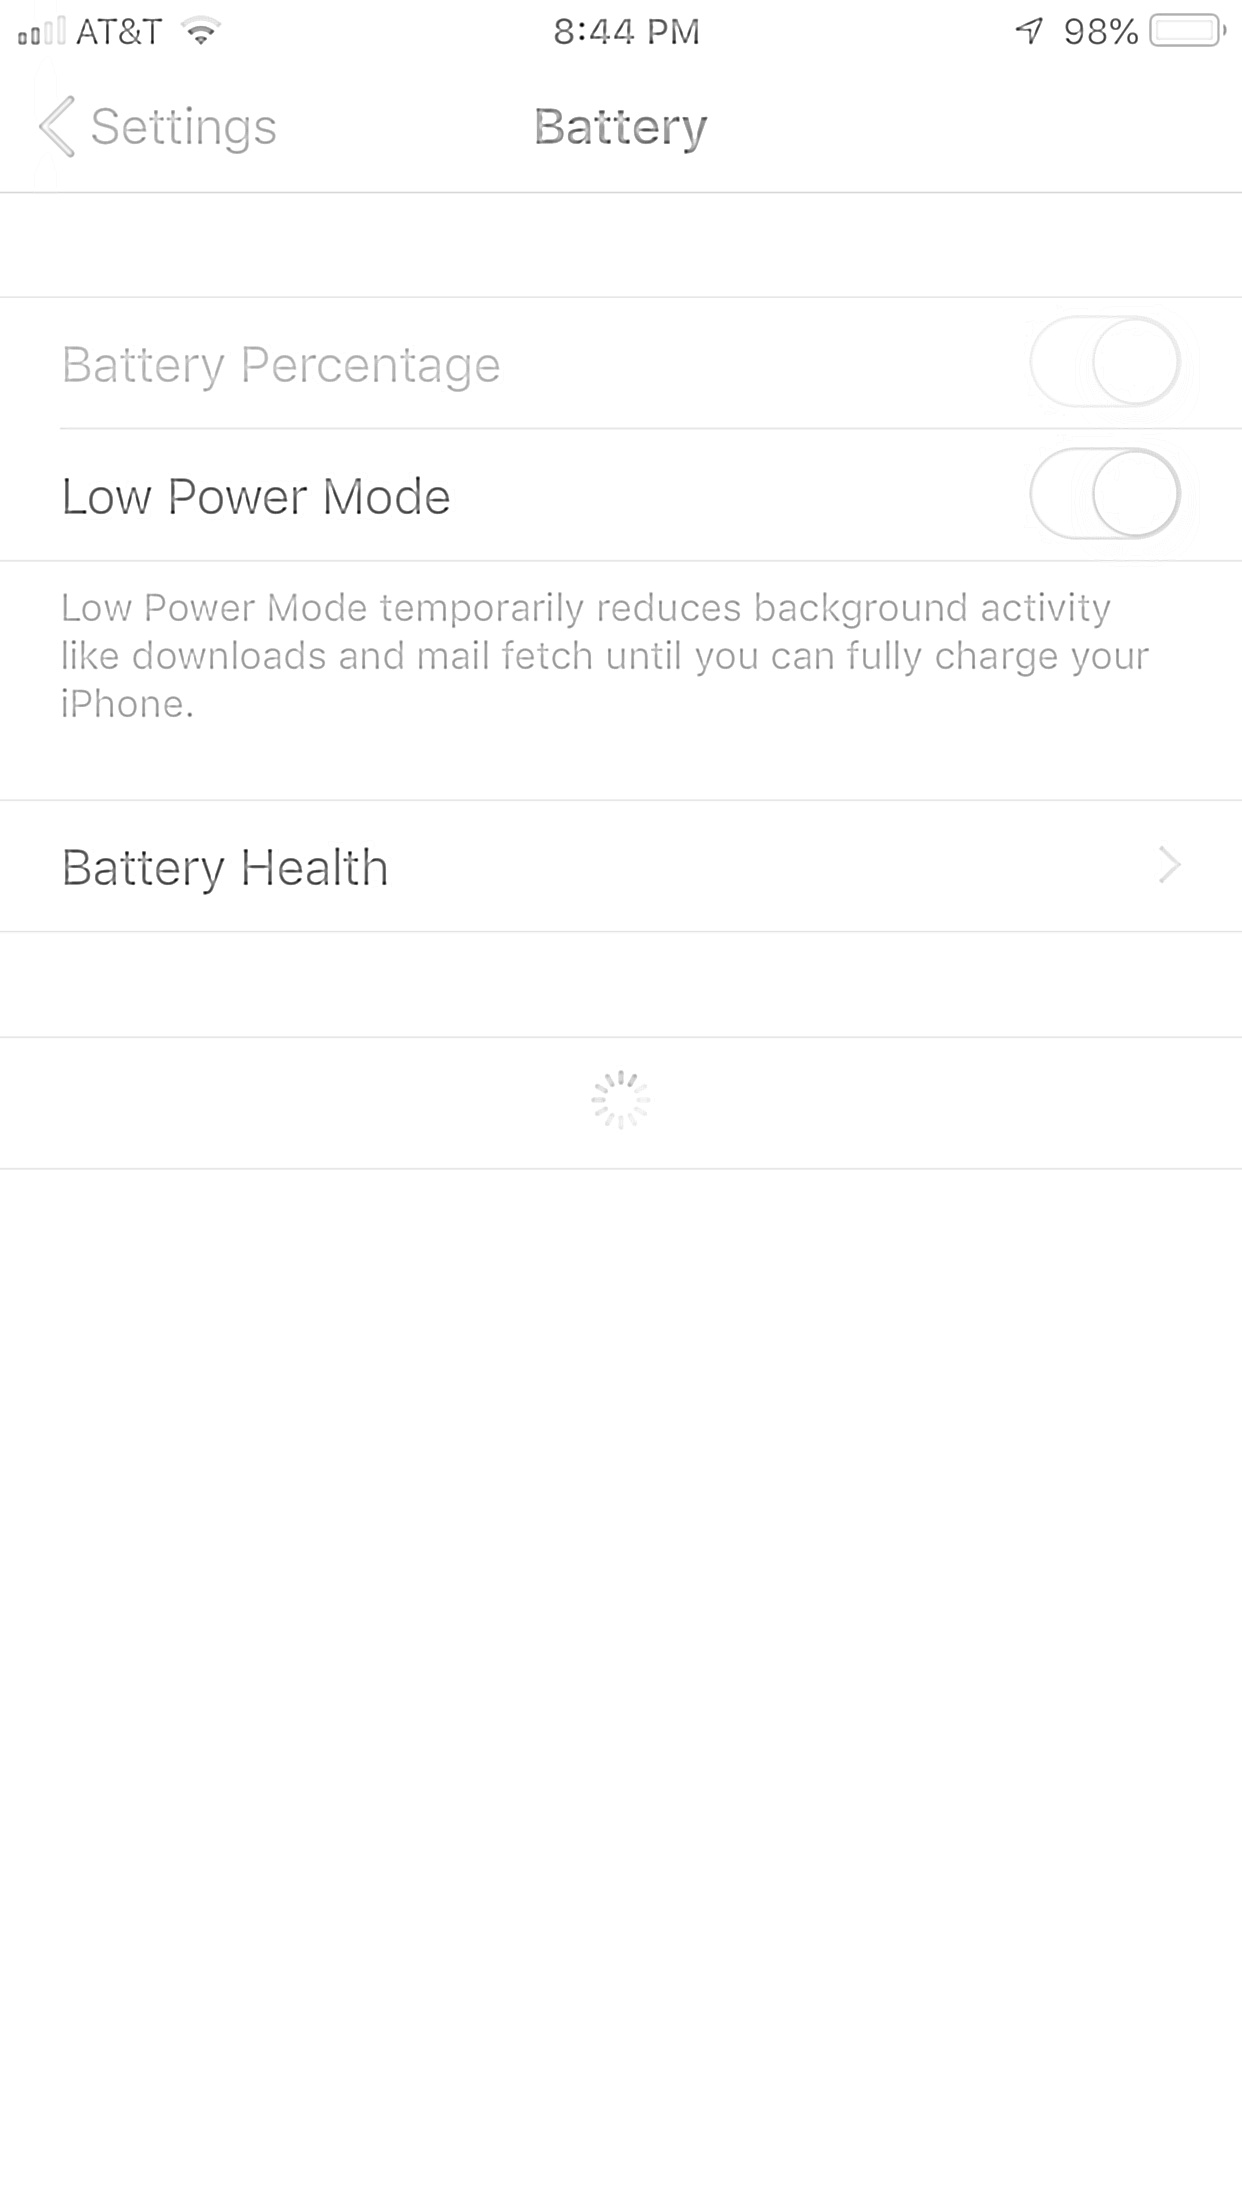 AT&T 8:44 PM 98%
Settings Battery
Battery Percentage
Low Power Mode
Low Power Mode temporarily reduces background activity
like downloads and mail fetch until you can fully charge your
iPhone.
Battery Health